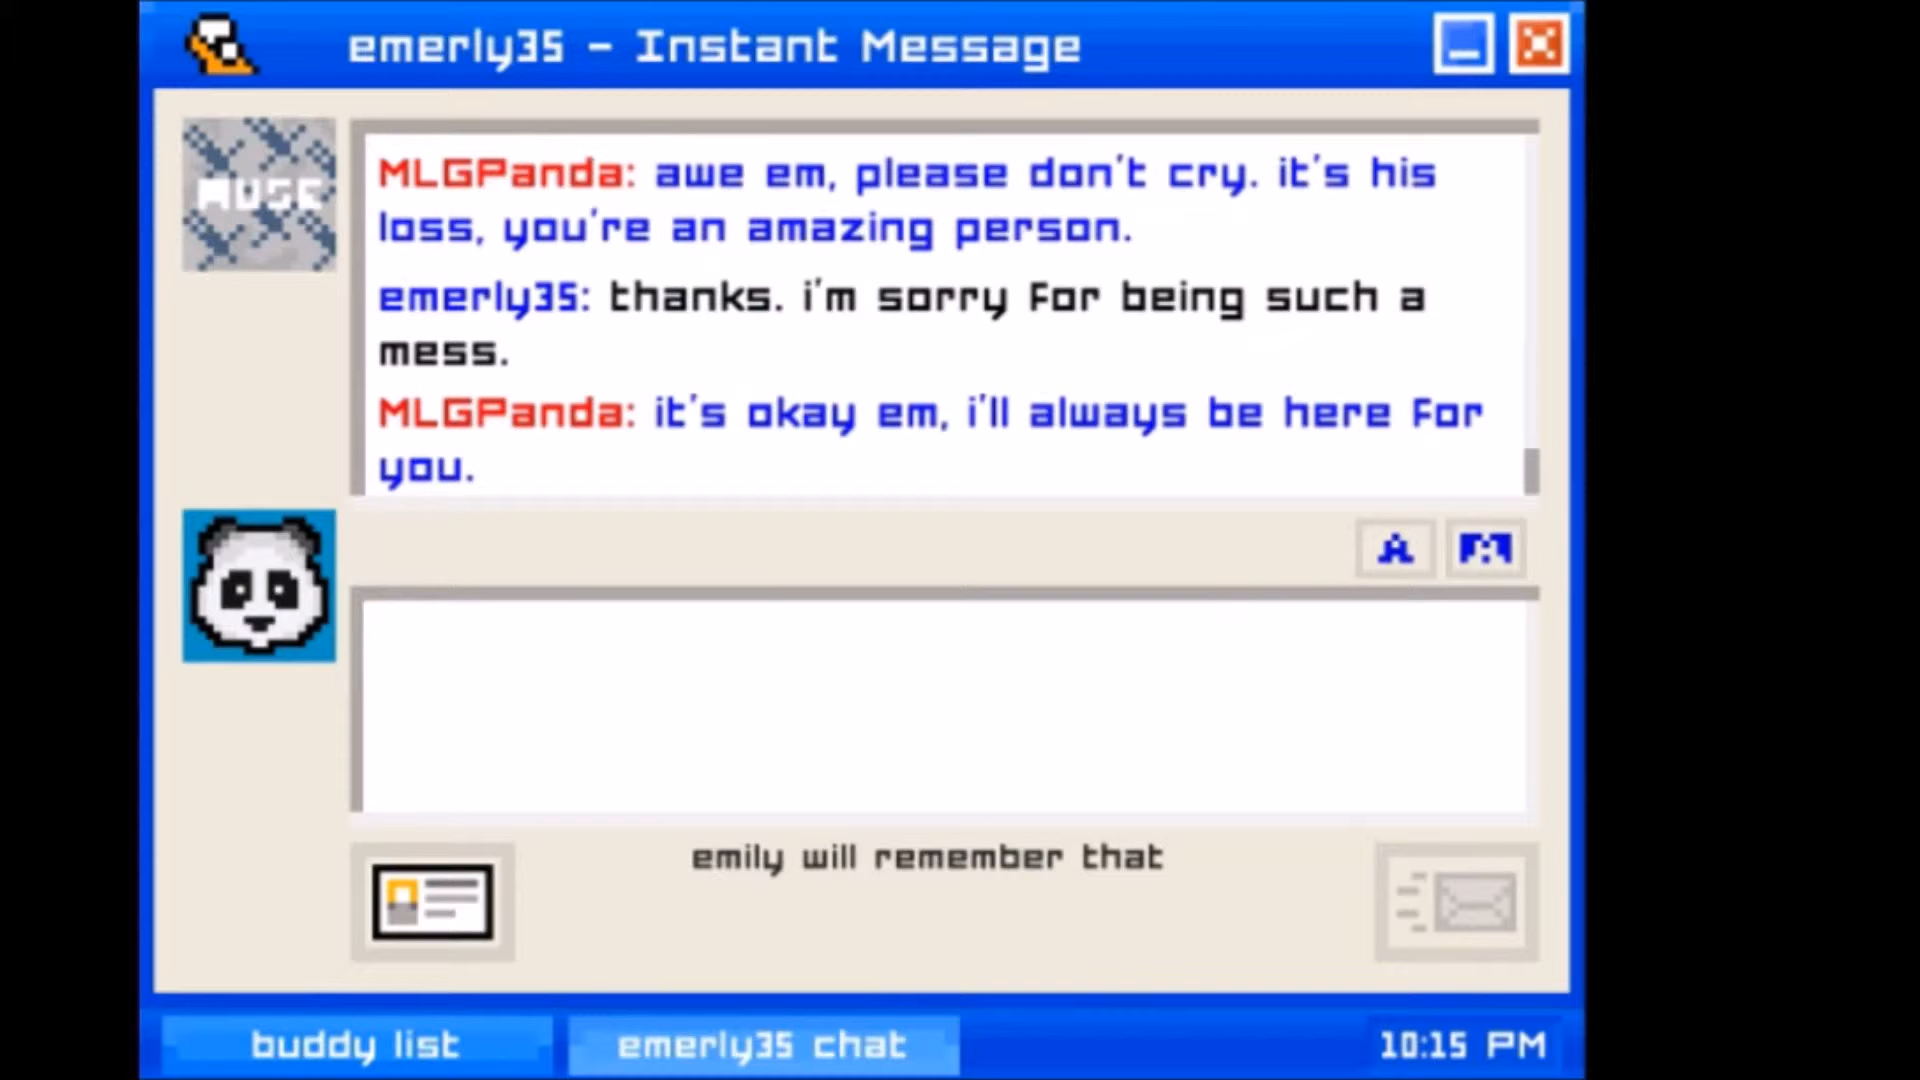 emerly35 - Instant Message
MUSE
MLGPanda: awe em, please don't cry. it's his
loss, you're an amazing person.
emerly35: thanks. i'm sorry for being such a
mess.
MLGPanda: it's okay em, i'll always be here for
you.
A
emily will remember that
buddy list
emerly35 chat
10:15 PM